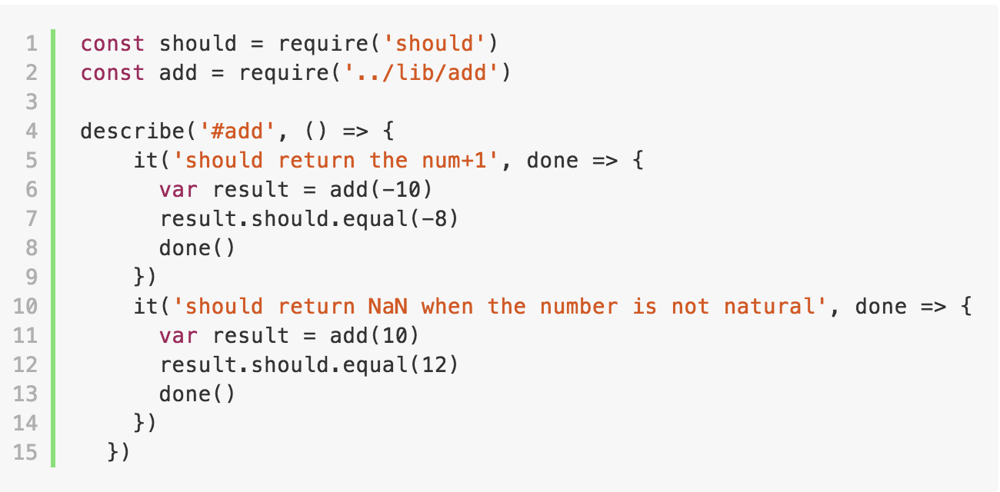 1 const should = require('should')
2 const add = require('../lib/add')
3
4 describe('#add', () => {
5     it('should return the num+1', done => {
6       var result = add(-10)
7       result.should.equal(-8)
8       done()
9     })
10     it('should return NaN when the number is not natural', done => {
11       var result = add(10)
12       result.should.equal(12)
13       done()
14     })
15   })